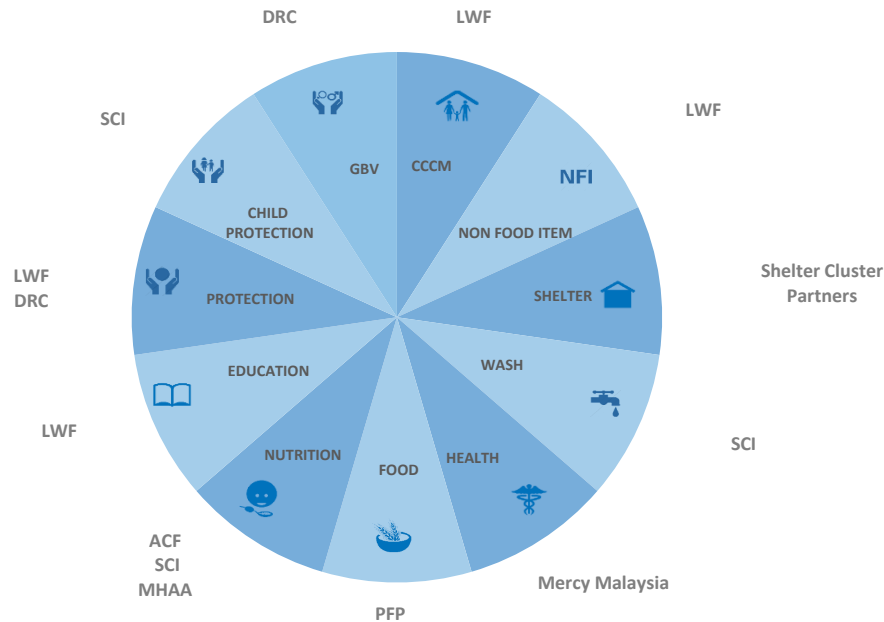 DRC
LWF
SCI
LWF
GBV
CCCM
NFI
CHILD
PROTECTION
NON FOOD ITEM
LWF
DRC
PROTECTION
SHELTER
Shelter Cluster
Partners
EDUCATION
WASH
LWF
SCI
NUTRITION
FOOD
HEALTH
ACF
SCI
MHAA
PFP
Mercy Malaysia